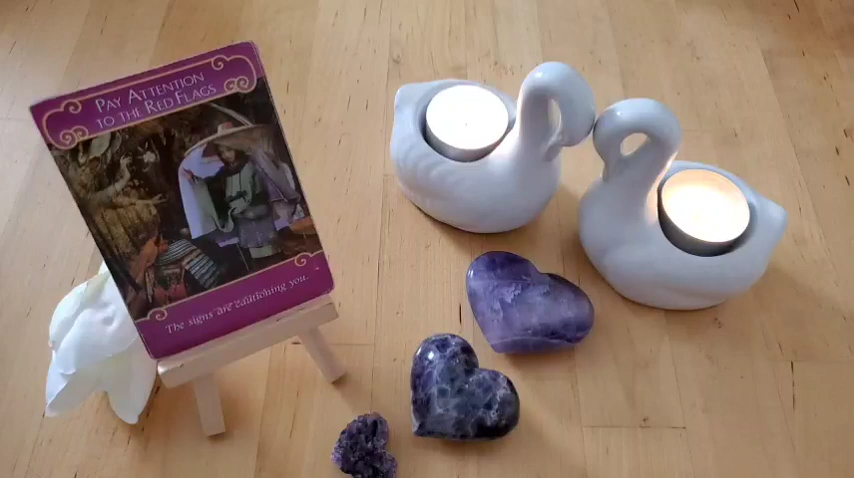 PAY ATTENTION
TO THE RED FLAGS
The signs are cautioning you.